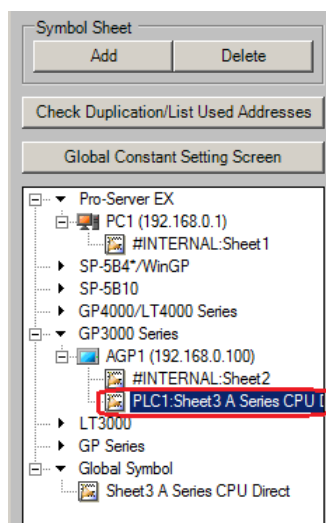 Symbol Sheet
Add Delete
Check Duplication/List Used Addresses
Global Constant Setting Screen
Pro-Server EX
PC1 (192.168.0.1)
#INTERNAL:Sheet1
SP-5B4*/WinGP
SP-5B10
GP4000/LT4000 Series
GP3000 Series
AGP1 (192.168.0.100)
#INTERNAL:Sheet2
PLC1:Sheet3 A Series CPU
LT3000
GP Series
Global Symbol
Sheet3 A Series CPU Direct